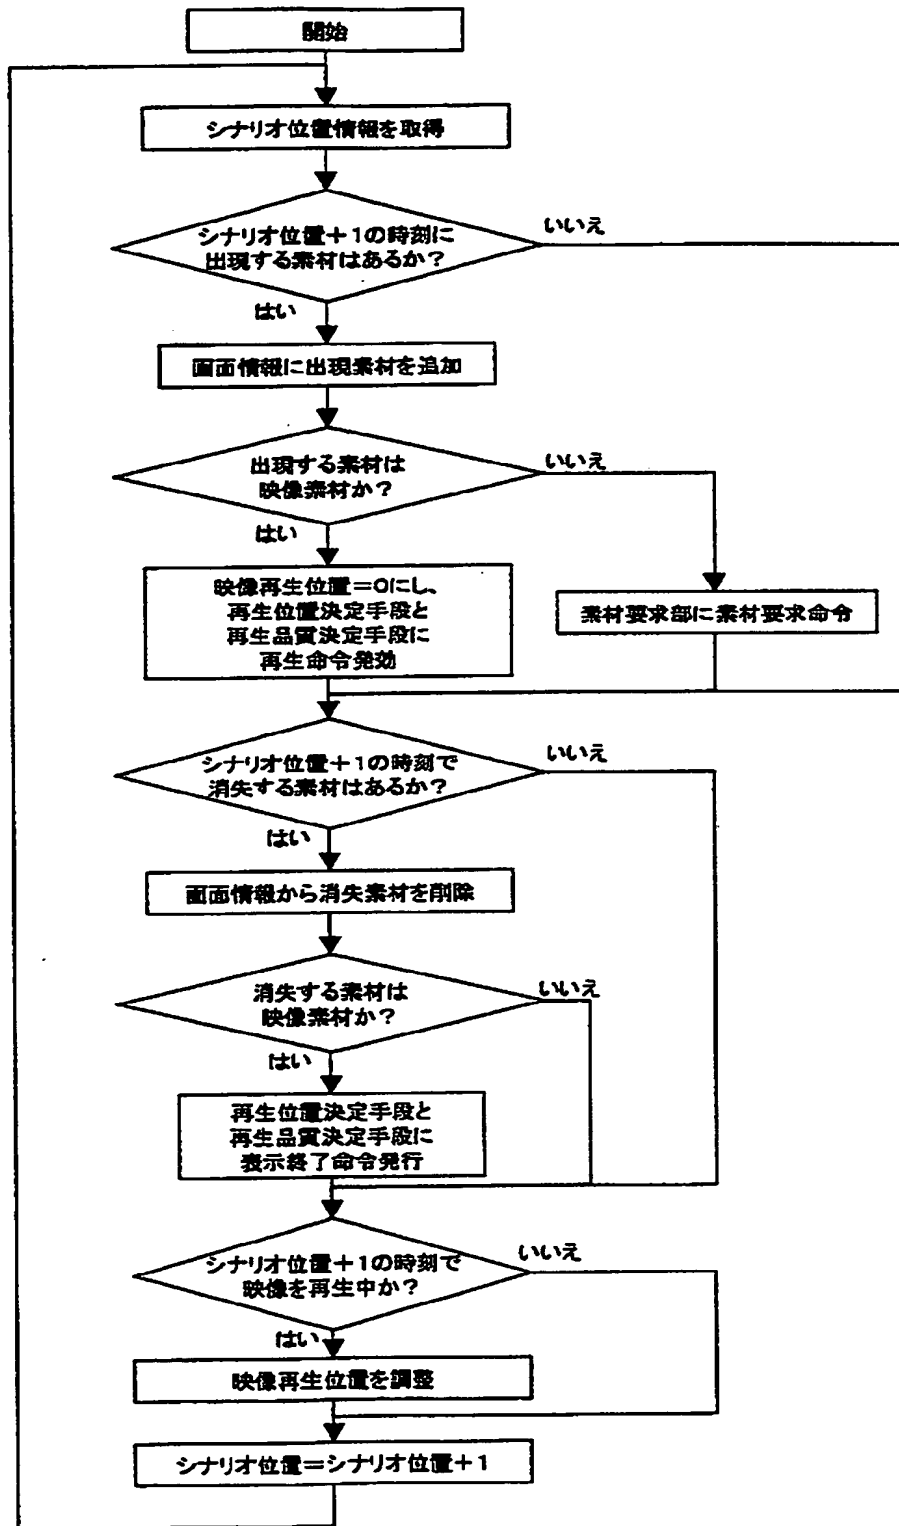 開始
シナリオ位置情報を取得
シナリオ位置+1の時刻に
出現する素材はあるか?
いいえ
はい
画面情報に出現素材を追加
出現する素材は
映像素材か?
いいえ
はい
映像再生位置=0にし、
再生位置決定手段と
再生品質決定手段に
再生命令発効
素材要求部に素材要求命令
シナリオ位置+1の時刻で
消失する素材はあるか?
いいえ
はい
画面情報から消失素材を削除
消失する素材は
映像素材か?
いいえ
はい
再生位置決定手段と
再生品質決定手段に
表示終了命令発行
シナリオ位置+1の時刻で
映像を再生中か?
いいえ
はい
映像再生位置を調整
シナリオ位置=シナリオ位置+1